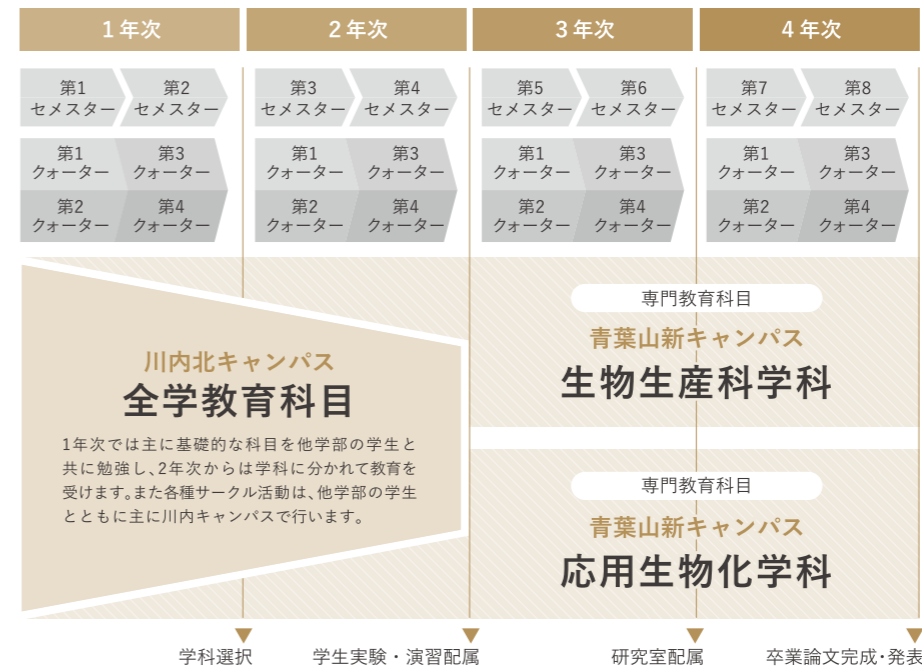 1年次
2年次
3年次
4年次
第1
セメスター
第2
セメスター
第3
セメスター
第4
セメスター
第5
セメスター
第6
セメスター
第7
セメスター
第8
セメスター
第1
クォーター
第3
クォーター
第1
クォーター
第3
クォーター
第1
クォーター
第3
クォーター
第1
クォーター
第3
クォーター
第2
クォーター
第4
クォーター
第2
クォーター
第4
クォーター
第2
クォーター
第4
クォーター
第2
クォーター
第4
クォーター
川内北キャンパス
全学教育科目
1年次では主に基礎的な科目を他学部の学生と
共に勉強し、2年次からは学科に分かれて教育を
受けます。また各種サークル活動は、他学部の学生
とともに主に川内キャンパスで行います。
専門教育科目
青葉山新キャンパス
生物生産科学科
専門教育科目
青葉山新キャンパス
応用生物化学科
学科選択
学生実験・演習配属
研究室配属
卒業論文完成・発表